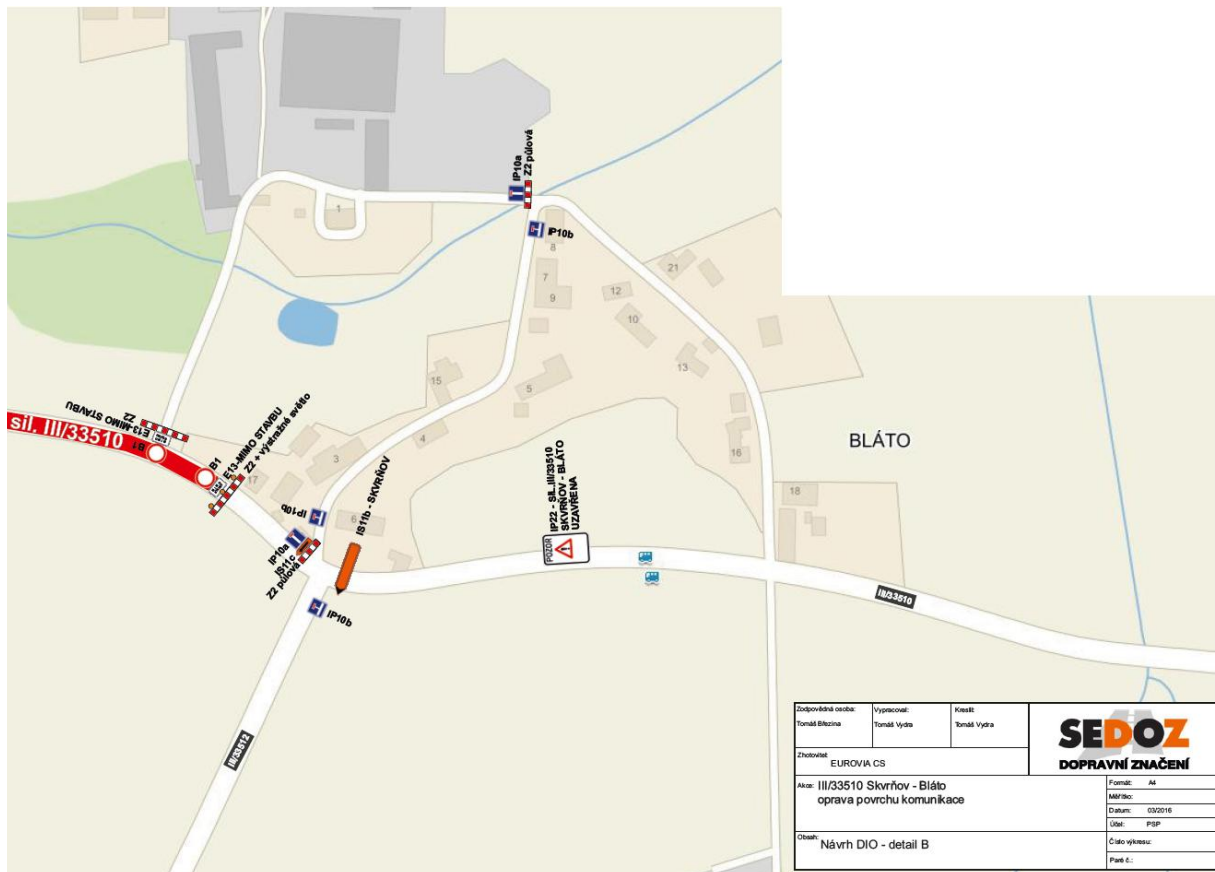 IP10a
Z2 půlová
1
IP10b
8
7
9
21
12
10
13
15
5
4
3
16
18
17
6
BLÁTO
sil. III/33510
E13-MIMO STAVBU
Z2
B1
B1
E13-MIMO STAVBU
Z2 + výstražné světlo
IP10b
IS11b - SKVRŇOV
IP10a
IS11c
Z2 půlová
IP10b
POZOR
IP22 - SIL.III/33510
SKVRŇOV - BLÁTO
UZAVŘENA
III/33510
III/33512
Zodpovědná osoba:
Tomáš Březina
Vypracoval:
Tomáš Vydra
Kreslil:
Tomáš Vydra
Zhotovitel:
EUROVIA CS
SEDOZ
DOPRAVNÍ ZNAČENÍ
Akce: III/33510 Skvrňov - Bláto
oprava povrchu komunikace
Formát: A4
Měřítko:
Datum: 03/2016
Účel: PSP
Obsah: Návrh DIO - detail B
Číslo výkresu:
Paré č.: